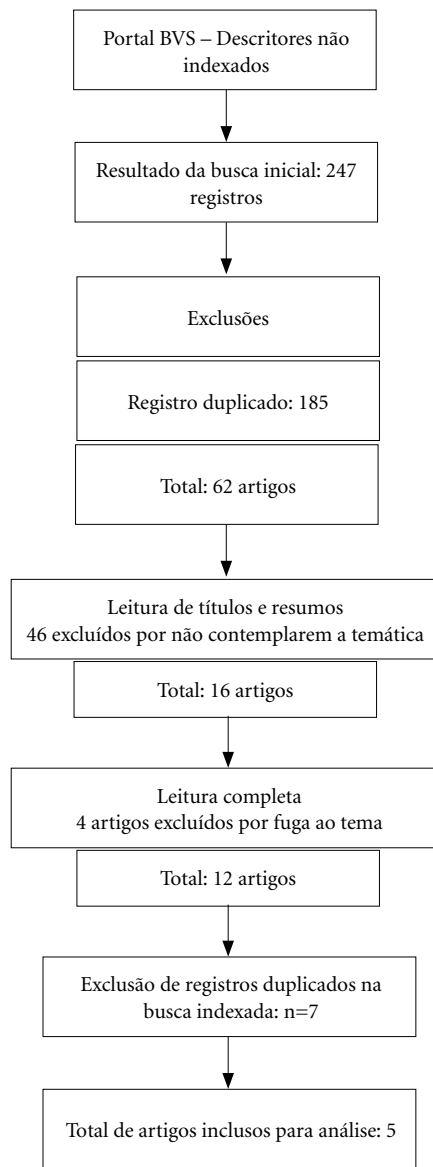 Portal BVS – Descritores não
indexados
Resultado da busca inicial: 247
registros
Exclusões
Registro duplicado: 185
Total: 62 artigos
Leitura de títulos e resumos
46 excluídos por não contemplarem a temática
Total: 16 artigos
Leitura completa
4 artigos excluídos por fuga ao tema
Total: 12 artigos
Exclusão de registros duplicados na
busca indexada: n=7
Total de artigos inclusos para análise: 5